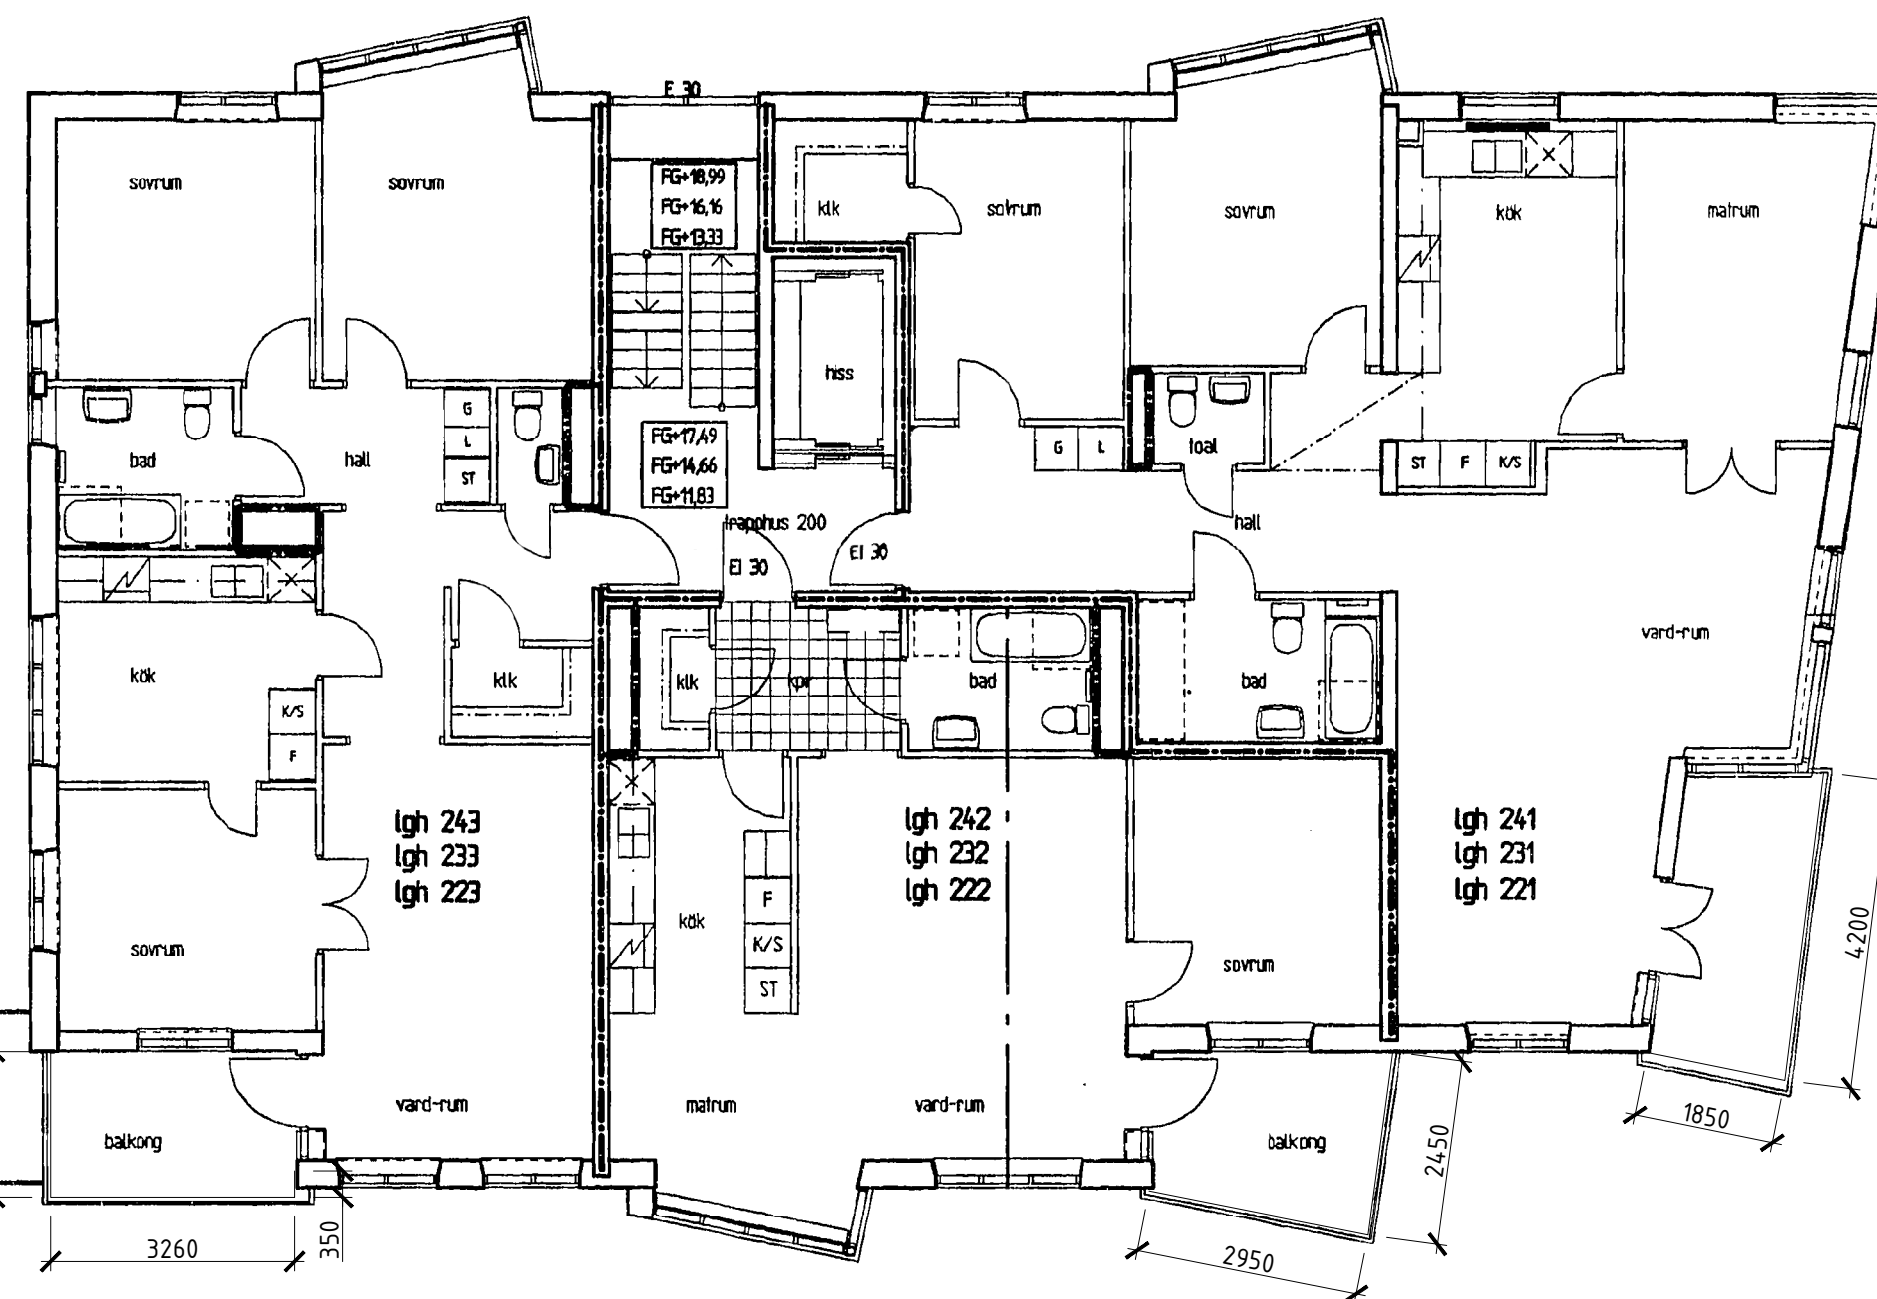 E 30
sovrum
sovrum
FG+18,99
FG+16,16
FG+13,33
klk
sovrum
sovrum
kök
matrum
hiss
G
L
ST
bad
hall
FG+17,49
FG+14,66
FG+11,83
G
L
toal
ST
F
K/S
trapphus 200
EI 30
EI 30
hall
vard-rum
kök
klk
klk
kpr
bad
bad
K/S
F
lgh 243
lgh 233
lgh 223
lgh 242
lgh 232
lgh 222
lgh 241
lgh 231
lgh 221
F
K/S
ST
kök
sovrum
sovrum
4200
vard-rum
matrum
vard-rum
balkong
balkong
1850
2450
3260
350
2950